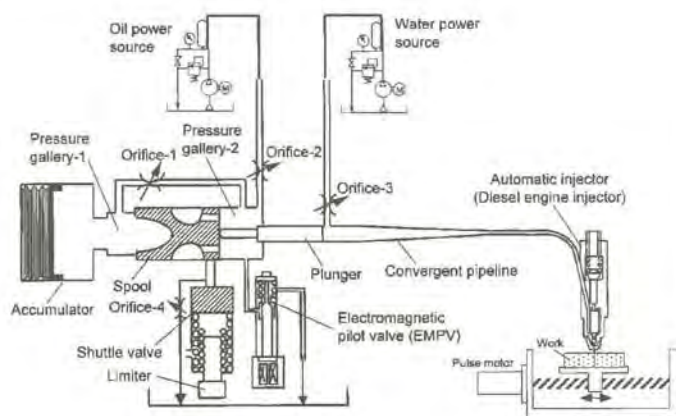 Oil power
source
M
Water power
source
M
Pressure
gallery-1
Orifice-1
Pressure
gallery-2
Orifice-2
Orifice-3
Automatic injector
(Diesel engine injector)
Accumulator
Spool
Orifice-4
Plunger
Convergent pipeline
Electromagnetic
pilot valve (EMPV)
Shuttle valve
Limiter
Work
Pulse motor